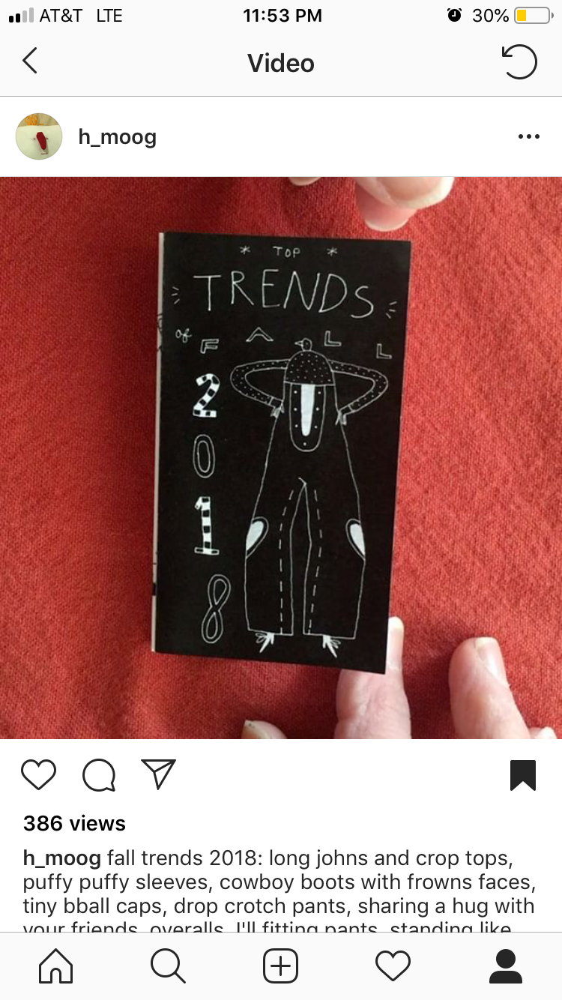 AT&T LTE 11:53 PM 30%
Video
h_moog
* TOP *
TRENDS
of FALL
2
0
1
8
386 views
h_moog fall trends 2018: long johns and crop tops,
puffy puffy sleeves, cowboy boots with frowns faces,
tiny bball caps, drop crotch pants, sharing a hug with
your friends, overalls, I'll fitting pants, standing like